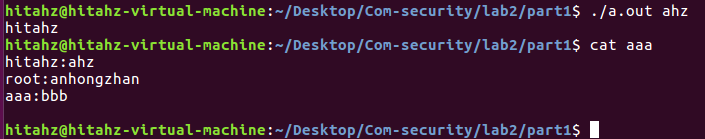 hitahz@hitahz-virtual-machine:~/Desktop/Com-security/lab2/part1$ ./a.out ahz
hitahz
hitahz@hitahz-virtual-machine:~/Desktop/Com-security/lab2/part1$ cat aaa
hitahz:ahz
root:anhongzhan
aaa:bbb
hitahz@hitahz-virtual-machine:~/Desktop/Com-security/lab2/part1$